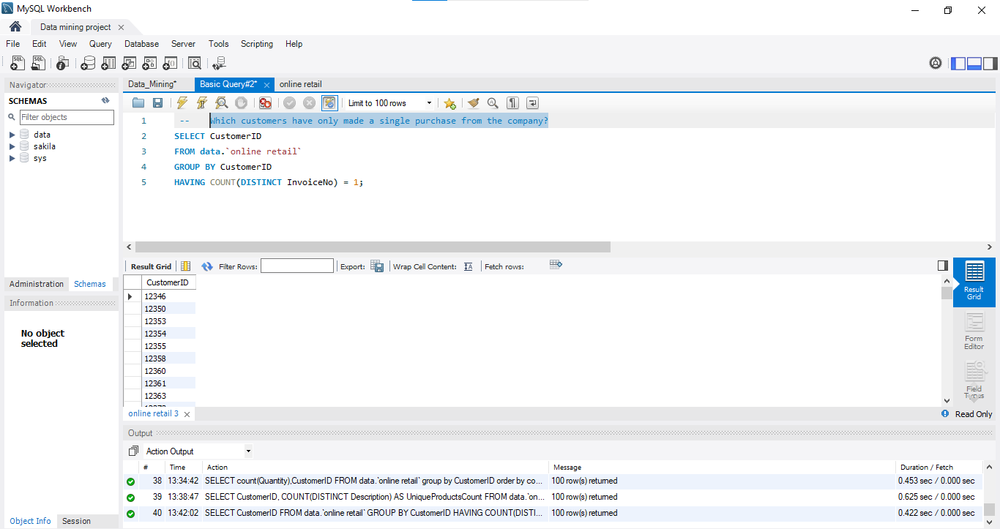 MySQL Workbench
Data mining project
File Edit View Query Database Server Tools Scripting Help
Navigator
SCHEMAS
Filter objects
data
sakila
sys
Administration Schemas
Information
No object
selected
Object Info Session
Data_Mining* Basic Query#2* online retail
Limit to 100 rows
1 -- Which customers have only made a single purchase from the company?
2 SELECT CustomerID
3 FROM data.`online retail`
4 GROUP BY CustomerID
5 HAVING COUNT(DISTINCT InvoiceNo) = 1;
Result Grid Filter Rows: Export: Wrap Cell Content: Fetch rows:
CustomerID
12346
12350
12353
12354
12355
12358
12360
12361
12363
Result
Grid
Form
Editor
Field
Types
online retail 3
Read Only
Output
Action Output
# Time Action Message Duration / Fetch
38 13:34:42 SELECT count(Quantity),CustomerID FROM data.`online retail` group by CustomerID order by co... 100 row(s) returned 0.453 sec / 0.000 sec
39 13:38:47 SELECT CustomerID, COUNT(DISTINCT Description) AS UniqueProductsCount FROM data.`on... 100 row(s) returned 0.625 sec / 0.000 sec
40 13:42:02 SELECT CustomerID FROM data.`online retail` GROUP BY CustomerID HAVING COUNT(DISTI... 100 row(s) returned 0.422 sec / 0.000 sec